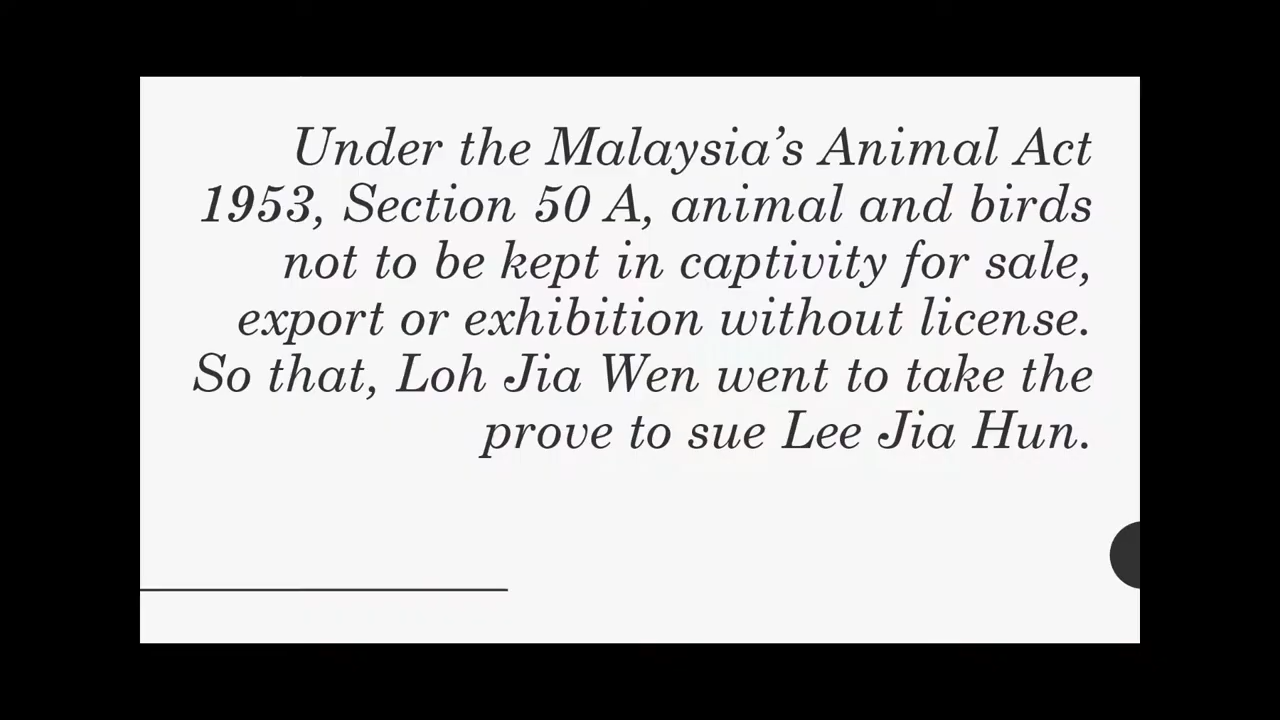 Under the Malaysia’s Animal Act
1953, Section 50 A, animal and birds
not to be kept in captivity for sale,
export or exhibition without license.
So that, Loh Jia Wen went to take the
prove to sue Lee Jia Hun.